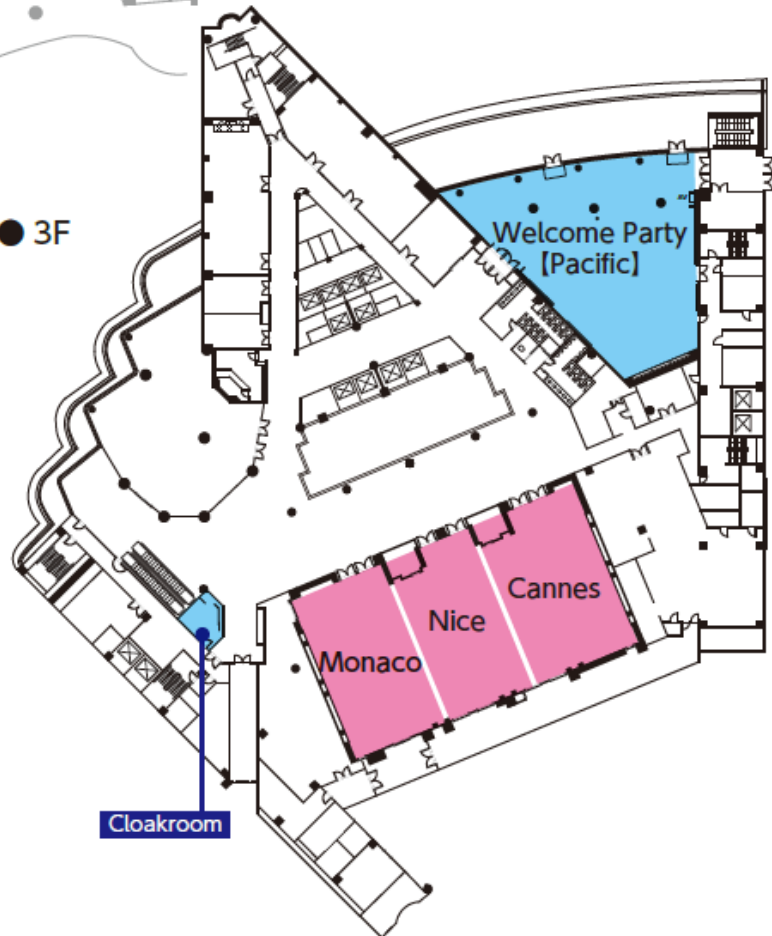 ● 3F
Welcome Party
【Pacific】
Cannes
Nice
Monaco
Cloakroom